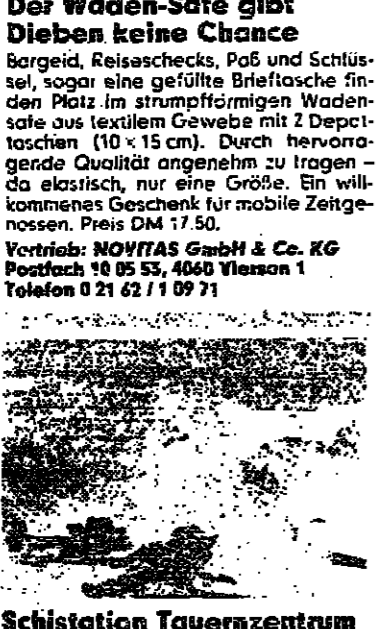 Der Waden-Safe gibt
Dieben keine Chance
Bargeld, Reiseschecks, Paß und Schlüs-
sel, sogar eine gefüllte Brieftasche fin-
den Platz im strumpfförmigen Waden-
safe aus textilem Gewebe mit 2 Depot-
taschen (10 × 15 cm). Durch hervorra-
gende Qualität angenehm zu tragen –
da elastisch, nur eine Größe. Ein will-
kommenes Geschenk für mobile Zeitge-
nossen. Preis DM 17.50.
Vertrieb: NOVITAS GmbH & Co. KG
Postfach 10 05 53, 4060 Viersen 1
Telefon 0 21 62 / 1 09 71
Schistation Tauernzentrum